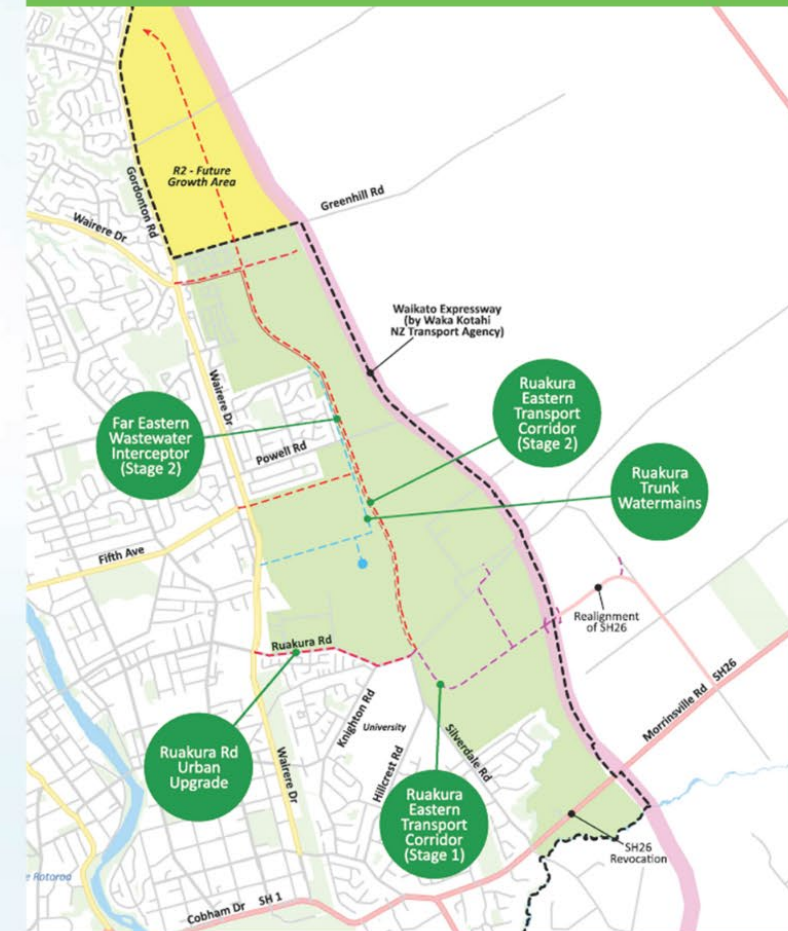 R2 - Future
Growth Area
Gordonton Rd
Wairere Dr
Greenhill Rd
Waikato Expressway
(by Waka Kotahi
NZ Transport Agency)
Ruakura
Eastern
Transport
Corridor
(Stage 2)
Wairere Dr
Far Eastern
Wastewater
Interceptor
(Stage 2)
Powell Rd
Ruakura
Trunk
Watermains
Fifth Ave
Realignment
of SH26
Ruakura Rd
Morrinsville Rd SH26
Knighton Rd
University
Silverdale Rd
Hillcrest Rd
Ruakura Rd
Urban
Upgrade
Wairere Dr
Ruakura
Eastern
Transport
Corridor
(Stage 1)
SH26
Revocation
Rotoroa
Cobham Dr SH 1